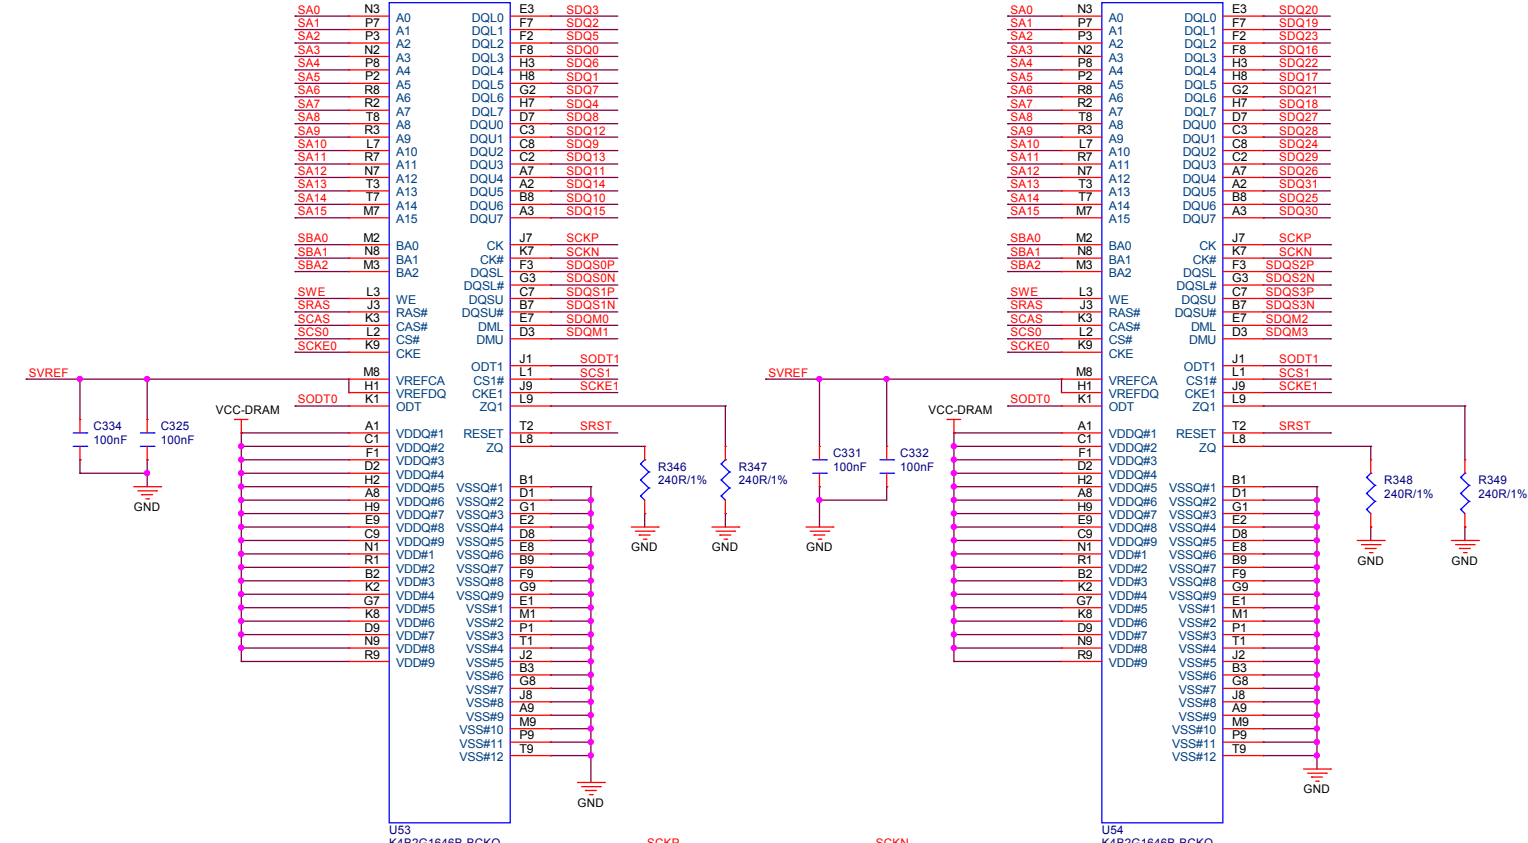 SA0 N3 A0 DQL0 E3 SDQ3
SA1 P7 A1 DQL1 F7 SDQ2
SA2 P3 A2 DQL2 F2 SDQ5
SA3 N2 A3 DQL3 F8 SDQ0
SA4 P8 A4 DQL4 H3 SDQ6
SA5 P2 A5 DQL5 H8 SDQ1
SA6 R8 A6 DQL6 G2 SDQ7
SA7 R2 A7 DQL7 H7 SDQ4
SA8 T8 A8 DQU0 D7 SDQ8
SA9 R3 A9 DQU1 C3 SDQ12
SA10 L7 A10 DQU2 C8 SDQ9
SA11 R7 A11 DQU3 C2 SDQ13
SA12 N7 A12 DQU4 A7 SDQ11
SA13 T3 A13 DQU5 A2 SDQ14
SA14 T7 A14 DQU6 B8 SDQ10
SA15 M7 A15 DQU7 A3 SDQ15
SBA0 M2 BA0 CK J7 SCKP
SBA1 N8 BA1 CK# K7 SCKN
SBA2 M3 BA2 DQSL F3 SDQS0P
DQSL# G3 SDQS0N
SWE L3 WE DQSU C7 SDQS1P
SRAS J3 RAS# DQSU# B7 SDQS1N
SCAS K3 CAS# DML E7 SDQM0
SCS0 L2 CS# DMU D3 SDQM1
SCKE0 K9 CKE
ODT1 J1 SODT1
SVREF M8 VREFCA CS1# L1 SCS1
H1 VREFDQ CKE1 J9 SCKE1
SODT0 K1 ODT ZQ1 L9
VCC-DRAM
C334 100nF
C325 100nF
GND
A1 VDDQ#1 RESET T2 SRST
C1 VDDQ#2 ZQ L8
F1 VDDQ#3
D2 VDDQ#4
H2 VDDQ#5 VSSQ#1 B1
A8 VDDQ#6 VSSQ#2 D1
H9 VDDQ#7 VSSQ#3 G1
E9 VDDQ#8 VSSQ#4 E2
C9 VDDQ#9 VSSQ#5 D8
N1 VDD#1 VSSQ#6 E8
R1 VDD#2 VSSQ#7 B9
B2 VDD#3 VSSQ#8 F9
K2 VDD#4 VSSQ#9 G9
G7 VDD#5 VSS#1 E1
K8 VDD#6 VSS#2 M1
D9 VDD#7 VSS#3 P1
N9 VDD#8 VSS#4 T1
R9 VDD#9 VSS#5 J2
VSS#6 B3
VSS#7 G8
VSS#8 J8
VSS#9 A9
VSS#10 M9
VSS#11 P9
VSS#12 T9
R346 240R/1%
R347 240R/1%
GND
GND
GND
U53
K4B2G1646B-BCKO
SCKP
SCKN
SA0 N3 A0 DQL0 E3 SDQ20
SA1 P7 A1 DQL1 F7 SDQ19
SA2 P3 A2 DQL2 F2 SDQ23
SA3 N2 A3 DQL3 F8 SDQ16
SA4 P8 A4 DQL4 H3 SDQ22
SA5 P2 A5 DQL5 H8 SDQ17
SA6 R8 A6 DQL6 G2 SDQ21
SA7 R2 A7 DQL7 H7 SDQ18
SA8 T8 A8 DQU0 D7 SDQ27
SA9 R3 A9 DQU1 C3 SDQ28
SA10 L7 A10 DQU2 C8 SDQ24
SA11 R7 A11 DQU3 C2 SDQ29
SA12 N7 A12 DQU4 A7 SDQ26
SA13 T3 A13 DQU5 A2 SDQ31
SA14 T7 A14 DQU6 B8 SDQ25
SA15 M7 A15 DQU7 A3 SDQ30
SBA0 M2 BA0 CK J7 SCKP
SBA1 N8 BA1 CK# K7 SCKN
SBA2 M3 BA2 DQSL F3 SDQS2P
DQSL# G3 SDQS2N
SWE L3 WE DQSU C7 SDQS3P
SRAS J3 RAS# DQSU# B7 SDQS3N
SCAS K3 CAS# DML E7 SDQM2
SCS0 L2 CS# DMU D3 SDQM3
SCKE0 K9 CKE
ODT1 J1 SODT1
SVREF M8 VREFCA CS1# L1 SCS1
H1 VREFDQ CKE1 J9 SCKE1
SODT0 K1 ODT ZQ1 L9
VCC-DRAM
C331 100nF
C332 100nF
GND
A1 VDDQ#1 RESET T2 SRST
C1 VDDQ#2 ZQ L8
F1 VDDQ#3
D2 VDDQ#4
H2 VDDQ#5 VSSQ#1 B1
A8 VDDQ#6 VSSQ#2 D1
H9 VDDQ#7 VSSQ#3 G1
E9 VDDQ#8 VSSQ#4 E2
C9 VDDQ#9 VSSQ#5 D8
N1 VDD#1 VSSQ#6 E8
R1 VDD#2 VSSQ#7 B9
B2 VDD#3 VSSQ#8 F9
K2 VDD#4 VSSQ#9 G9
G7 VDD#5 VSS#1 E1
K8 VDD#6 VSS#2 M1
D9 VDD#7 VSS#3 P1
N9 VDD#8 VSS#4 T1
R9 VDD#9 VSS#5 J2
VSS#6 B3
VSS#7 G8
VSS#8 J8
VSS#9 A9
VSS#10 M9
VSS#11 P9
VSS#12 T9
R348 240R/1%
R349 240R/1%
GND
GND
GND
U54
K4B2G1646B-BCKO